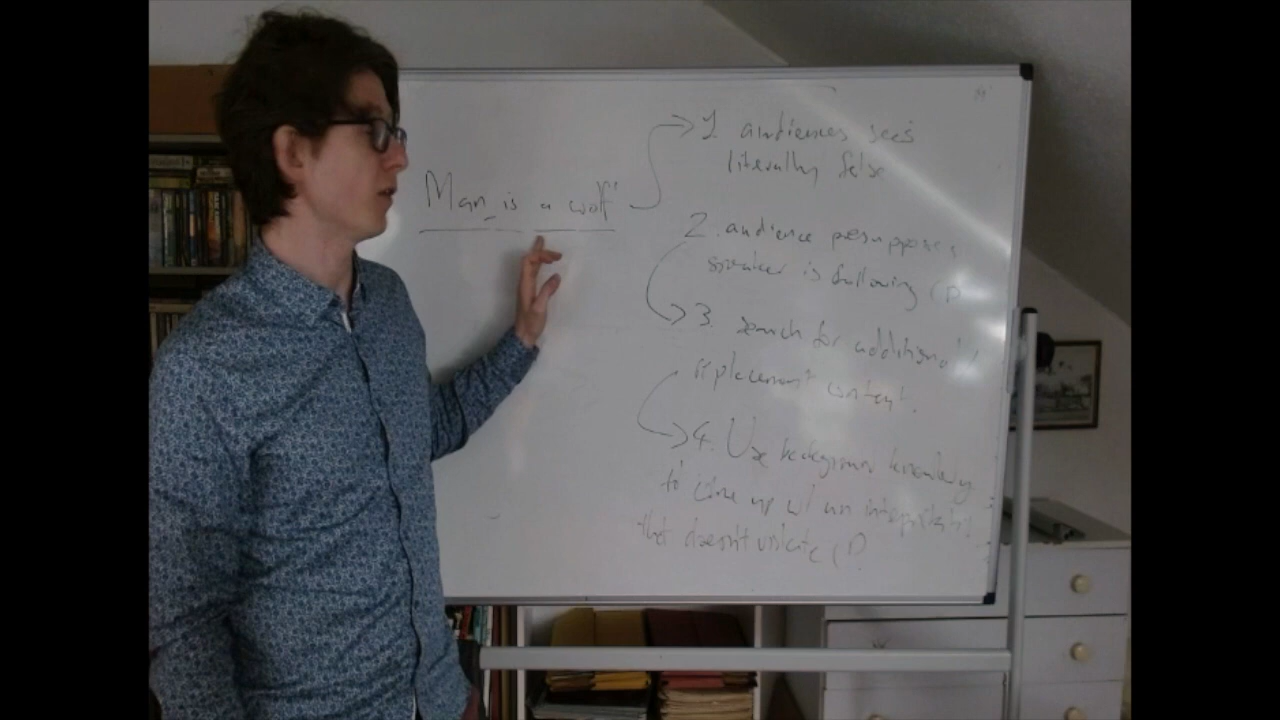 Man is a wolf
1. audiences sees
literally false
2. audience presupposes
speaker is following CP
3. search for additional/
replacement content.
4. Use background knowledge
to come up w/ an interpretation
that doesn't violate CP.